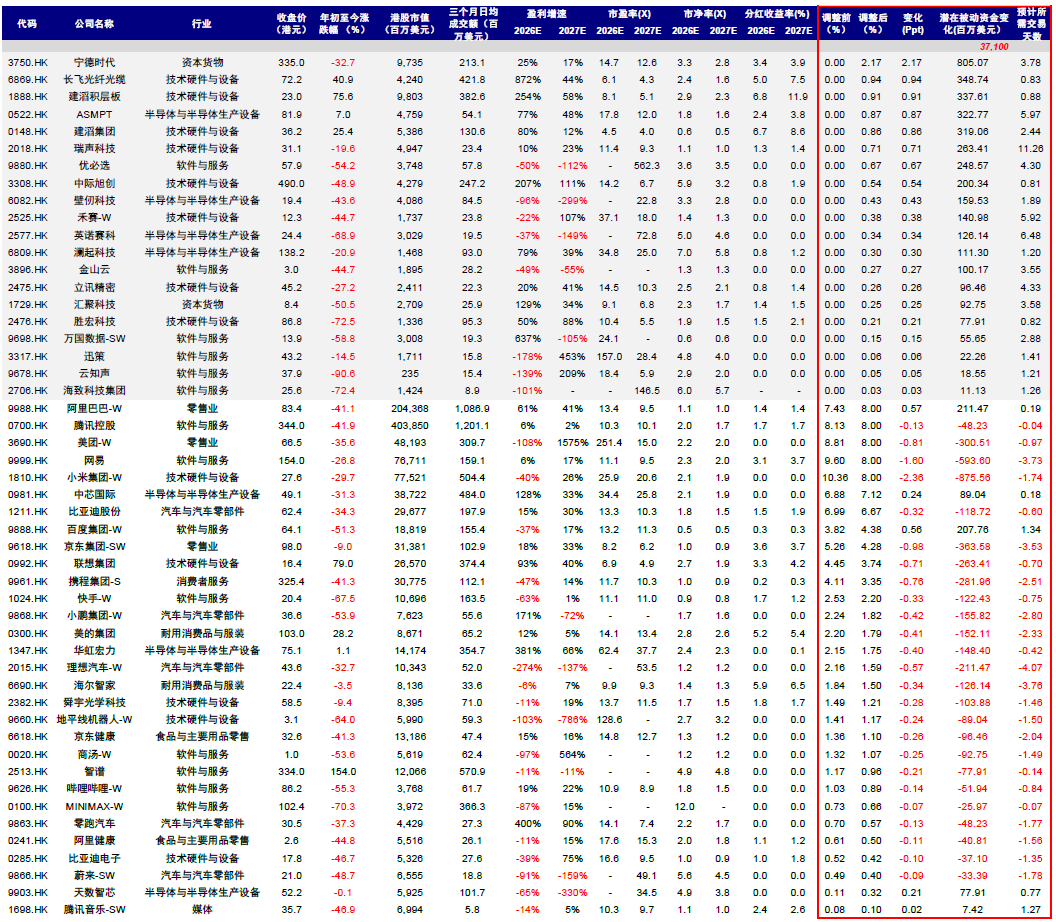 代码 公司名称 行业 收盘价（港元） 年初至今涨跌幅 （%） 港股市值（百万美元） 三个月日均成交额（百万美元） 盈利增速 市盈率(X) 市净率(X) 分红收益率(%) 调整前（%） 调整后（%） 变化(Ppt) 潜在被动资金变化(百万美元) 预计所需交易天数
2026E 2027E 2026E 2027E 2026E 2027E 2026E 2027E
37,100
3750.HK 宁德时代 资本货物 335.0 -32.7 9,735 213.1 25% 17% 14.7 12.6 3.3 2.8 3.4 3.9 0.00 2.17 2.17 805.07 3.78
6869.HK 长飞光纤光缆 技术硬件与设备 72.2 40.9 4,240 421.8 872% 44% 6.1 4.3 2.4 1.6 5.0 7.5 0.00 0.94 0.94 348.74 0.83
1888.HK 建滔积层板 技术硬件与设备 23.0 75.6 9,803 382.6 254% 58% 8.1 5.1 2.9 2.3 6.8 11.9 0.00 0.91 0.91 337.61 0.88
0522.HK ASMPT 半导体与半导体生产设备 81.9 7.0 4,759 54.1 77% 48% 17.8 12.0 1.8 1.6 2.4 3.8 0.00 0.87 0.87 322.77 5.97
0148.HK 建滔集团 技术硬件与设备 36.2 25.4 5,386 130.6 80% 12% 4.5 4.0 0.6 0.5 6.7 8.6 0.00 0.86 0.86 319.06 2.44
2018.HK 瑞声科技 技术硬件与设备 31.1 -19.6 4,947 23.4 10% 23% 11.4 9.3 1.1 1.0 1.3 1.4 0.00 0.71 0.71 263.41 11.26
9880.HK 优必选 软件与服务 57.9 -54.2 3,748 57.8 -50% -112% - 562.3 3.6 3.5 0.0 0.0 0.00 0.67 0.67 248.57 4.30
3308.HK 中际旭创 技术硬件与设备 490.0 -48.9 4,279 247.2 207% 111% 14.2 6.7 5.9 3.2 0.8 1.9 0.00 0.54 0.54 200.34 0.81
6082.HK 壁仞科技 半导体与半导体生产设备 19.4 -43.6 4,086 84.5 -96% -299% - 22.8 3.3 2.8 0.0 0.0 0.00 0.43 0.43 159.53 1.89
2525.HK 禾赛-W 技术硬件与设备 12.3 -44.7 1,737 23.8 -22% 107% 37.1 18.0 1.4 1.3 0.0 0.0 0.00 0.38 0.38 140.98 5.92
2577.HK 英诺赛科 半导体与半导体生产设备 24.4 -68.9 3,029 19.5 -37% -149% - 72.8 5.0 4.6 0.0 0.0 0.00 0.34 0.34 126.14 6.48
6809.HK 澜起科技 半导体与半导体生产设备 138.2 -20.9 1,468 93.0 79% 39% 34.8 25.0 7.0 5.8 0.8 1.2 0.00 0.30 0.30 111.30 1.20
3896.HK 金山云 软件与服务 3.0 -44.7 1,895 28.2 -49% -55% - - 1.3 1.3 0.0 0.0 0.00 0.27 0.27 100.17 3.55
2475.HK 立讯精密 技术硬件与设备 45.2 -27.2 2,411 22.3 20% 41% 14.5 10.3 2.5 2.1 0.8 1.4 0.00 0.26 0.26 96.46 4.33
1729.HK 汇聚科技 资本货物 8.4 -50.5 2,709 25.9 129% 34% 9.1 6.8 2.3 1.7 1.4 1.5 0.00 0.25 0.25 92.75 3.58
2476.HK 胜宏科技 技术硬件与设备 86.8 -72.5 1,336 95.3 50% 88% 10.4 5.5 1.9 1.5 1.5 2.1 0.00 0.21 0.21 77.91 0.82
9698.HK 万国数据-SW 软件与服务 13.9 -58.8 3,008 19.3 637% -105% 24.1 - 0.6 0.6 0.0 0.0 0.00 0.15 0.15 55.65 2.88
3317.HK 迅策 软件与服务 43.2 -14.5 1,711 15.8 -178% 453% 157.0 28.4 4.8 4.0 0.0 0.0 0.00 0.06 0.06 22.26 1.41
9678.HK 云知声 软件与服务 37.9 -90.6 235 15.4 -139% 209% 18.4 5.9 2.9 2.0 0.0 0.0 0.00 0.05 0.05 18.55 1.21
2706.HK 海致科技集团 软件与服务 25.6 -72.4 1,424 8.9 -101% - - 146.5 6.0 5.7 - - 0.00 0.03 0.03 11.13 1.26
9988.HK 阿里巴巴-W 零售业 83.4 -41.1 204,368 1,086.9 61% 41% 13.4 9.5 1.1 1.0 1.4 1.4 7.43 8.00 0.57 211.47 0.19
0700.HK 腾讯控股 软件与服务 344.0 -41.9 403,850 1,201.1 6% 2% 10.3 10.1 2.0 1.7 1.7 1.7 8.13 8.00 -0.13 -48.23 -0.04
3690.HK 美团-W 零售业 66.5 -35.6 48,193 309.7 -108% 1575% 251.4 15.0 2.2 2.0 0.0 0.0 8.81 8.00 -0.81 -300.51 -0.97
9999.HK 网易 软件与服务 154.0 -26.8 76,711 159.1 6% 17% 11.1 9.5 2.3 2.0 3.1 3.7 9.60 8.00 -1.60 -593.60 -3.73
1810.HK 小米集团-W 技术硬件与设备 27.6 -29.7 77,521 504.4 -40% 26% 25.9 20.6 2.1 1.9 0.0 0.0 10.36 8.00 -2.36 -875.56 -1.74
0981.HK 中芯国际 半导体与半导体生产设备 49.1 -31.3 38,722 484.0 128% 33% 34.4 25.8 2.1 1.9 0.0 0.0 6.88 7.12 0.24 89.04 0.18
1211.HK 比亚迪股份 汽车与汽车零部件 62.4 -34.3 29,677 197.9 15% 30% 13.3 10.3 1.8 1.5 1.5 1.9 6.99 6.67 -0.32 -118.72 -0.60
9888.HK 百度集团-W 软件与服务 64.1 -51.3 18,819 155.4 -37% 17% 13.2 11.3 0.5 0.5 0.3 0.3 3.82 4.38 0.56 207.76 1.34
9618.HK 京东集团-SW 零售业 98.0 -9.0 31,381 102.9 18% 33% 8.2 6.2 1.0 0.9 3.6 3.7 5.26 4.28 -0.98 -363.58 -3.53
0992.HK 联想集团 技术硬件与设备 16.4 79.0 26,570 374.4 93% 40% 6.9 4.9 2.7 1.9 3.3 4.2 4.45 3.74 -0.71 -263.41 -0.70
9961.HK 携程集团-S 消费者服务 325.4 -41.3 30,775 112.1 -47% 14% 11.7 10.3 1.0 0.9 0.2 0.3 4.11 3.35 -0.76 -281.96 -2.51
1024.HK 快手-W 软件与服务 20.4 -67.5 10,696 163.5 -63% 1% 11.1 11.0 0.9 0.8 1.7 1.2 2.53 2.20 -0.33 -122.43 -0.75
9868.HK 小鹏集团-W 汽车与汽车零部件 36.6 -53.9 7,623 55.6 171% -72% - - 1.7 1.6 0.0 0.0 2.24 1.82 -0.42 -155.82 -2.80
0300.HK 美的集团 耐用消费品与服装 103.0 28.2 8,671 65.2 12% 5% 14.1 13.4 2.8 2.6 5.2 5.4 2.20 1.79 -0.41 -152.11 -2.33
1347.HK 华虹宏力 半导体与半导体生产设备 75.1 1.1 14,174 354.7 381% 66% 62.4 37.7 2.4 2.3 0.0 0.1 2.15 1.75 -0.40 -148.40 -0.42
2015.HK 理想汽车-W 汽车与汽车零部件 43.6 -32.7 10,343 52.0 -274% -137% - 53.5 1.2 1.2 0.0 0.0 2.16 1.59 -0.57 -211.47 -4.07
6690.HK 海尔智家 耐用消费品与服装 22.4 -3.5 8,136 33.6 -6% 7% 9.9 9.3 1.4 1.3 5.9 6.5 1.84 1.50 -0.34 -126.14 -3.76
2382.HK 舜宇光学科技 技术硬件与设备 58.5 -9.4 8,395 71.0 -11% 19% 13.7 11.5 1.7 1.5 1.8 1.7 1.49 1.21 -0.28 -103.88 -1.46
9660.HK 地平线机器人-W 技术硬件与设备 3.1 -64.0 5,990 59.3 -103% -786% 128.6 - 2.7 3.2 0.0 0.0 1.41 1.17 -0.24 -89.04 -1.50
6618.HK 京东健康 食品与主要用品零售 32.6 -41.3 13,186 47.4 15% 16% 14.8 12.7 1.3 1.2 0.0 0.0 1.36 1.10 -0.26 -96.46 -2.04
0020.HK 商汤-W 软件与服务 1.0 -53.6 5,619 62.4 -97% 564% - - 1.2 1.2 0.0 0.0 1.32 1.07 -0.25 -92.75 -1.49
2513.HK 智谱 软件与服务 334.0 154.0 12,066 570.9 -11% -11% - - 4.9 4.8 0.0 0.0 1.17 0.96 -0.21 -77.91 -0.14
9626.HK 哔哩哔哩-W 软件与服务 86.2 -55.3 3,768 61.7 19% 22% 10.9 8.9 1.8 1.5 0.0 0.0 1.03 0.89 -0.14 -51.94 -0.84
0100.HK MINIMAX-W 软件与服务 102.4 -70.3 3,972 366.3 -87% 15% - - 12.0 - 0.0 0.0 0.73 0.66 -0.07 -25.97 -0.07
9863.HK 零跑汽车 汽车与汽车零部件 30.5 -37.3 4,429 27.3 400% 90% 14.1 7.4 2.2 1.7 0.0 0.0 0.70 0.57 -0.13 -48.23 -1.77
0241.HK 阿里健康 食品与主要用品零售 2.6 -44.8 5,516 26.1 -11% 15% 17.6 15.3 2.0 1.8 1.1 1.2 0.61 0.50 -0.11 -40.81 -1.56
0285.HK 比亚迪电子 技术硬件与设备 17.8 -46.7 5,326 27.6 -39% 75% 16.6 9.5 1.0 0.9 1.0 1.8 0.52 0.42 -0.10 -37.10 -1.35
9866.HK 蔚来-SW 汽车与汽车零部件 21.0 -48.7 6,555 18.8 -91% -159% - 49.1 5.6 4.5 0.0 0.0 0.49 0.40 -0.09 -33.39 -1.78
9903.HK 天数智芯 半导体与半导体生产设备 52.2 -0.1 5,925 101.7 -65% -330% - 34.5 4.9 3.8 0.0 0.0 0.11 0.32 0.21 77.91 0.77
1698.HK 腾讯音乐-SW 媒体 35.7 -46.9 6,994 5.8 -14% 5% 10.3 9.7 1.1 1.0 2.4 2.6 0.08 0.10 0.02 7.42 1.27